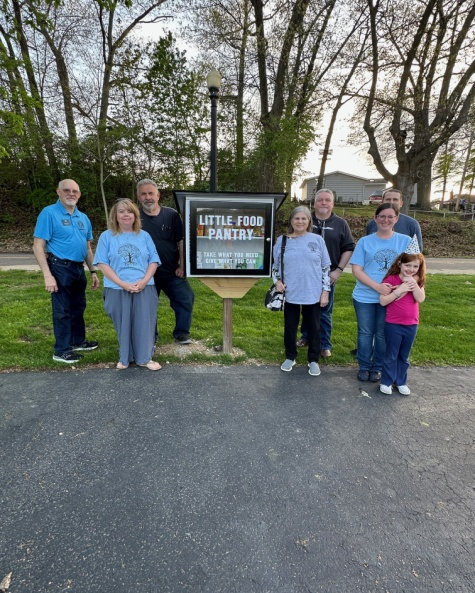 LITTLE FOOD
PANTRY
TAKE WHAT YOU NEED
GIVE WHAT YOU CAN